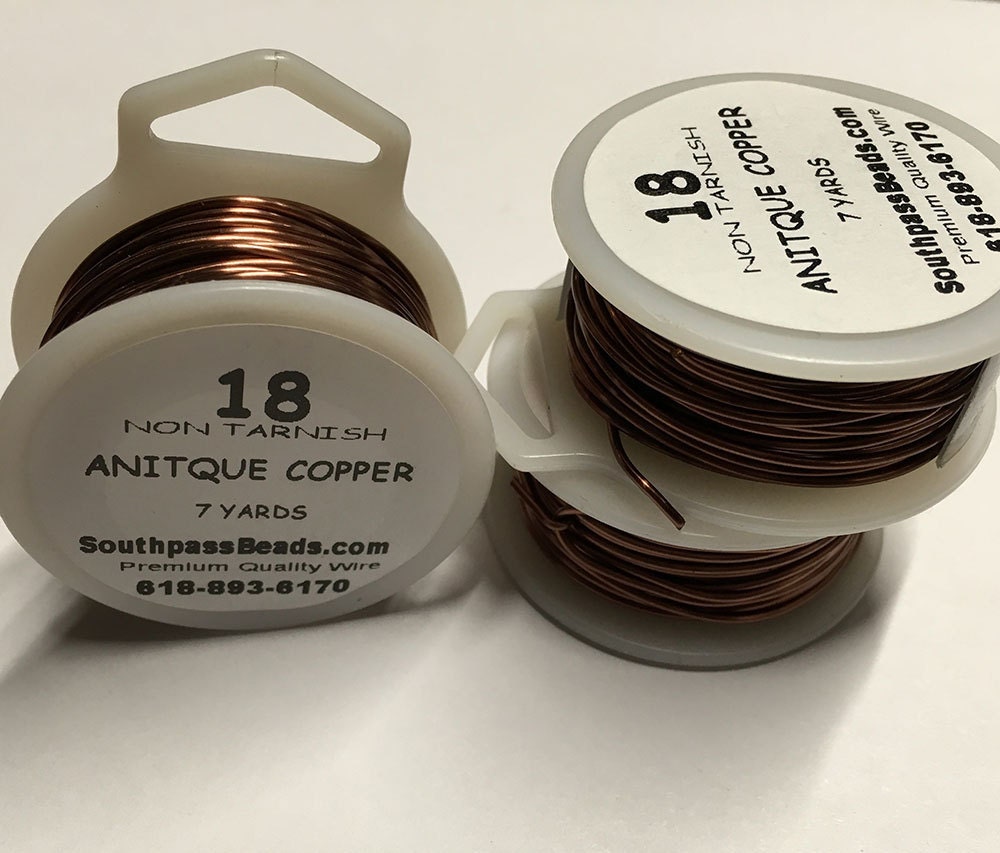 18
NON TARNISH
ANITQUE COPPER
7 YARDS
SouthpassBeads.com
Premium Quality Wire
618-893-6170
18
NON TARNISH
ANITQUE COPPER
7 YARDS
SouthpassBeads.com
Premium Quality Wire
618-893-6170